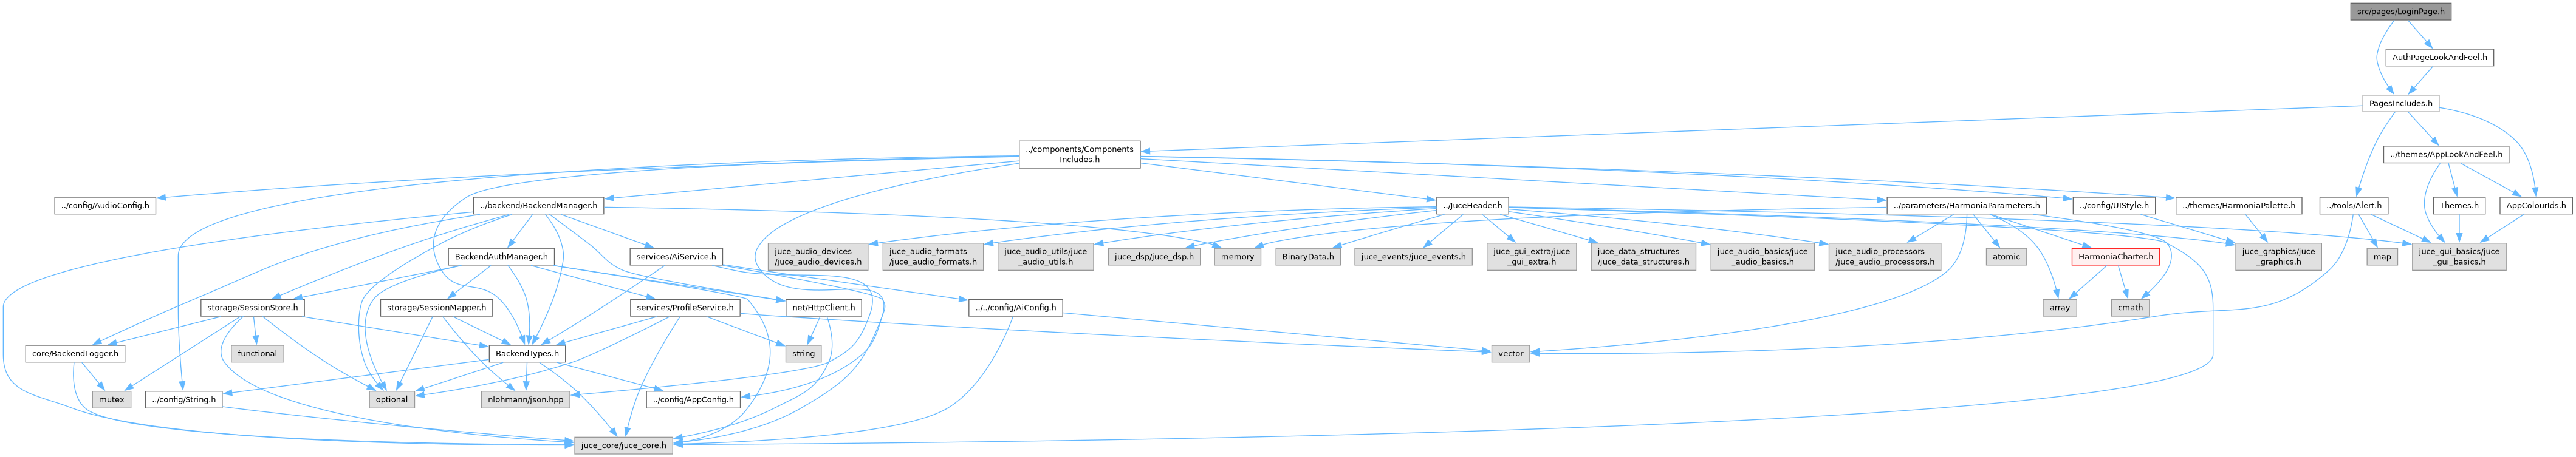 src/pages/LoginPage.h
AuthPageLookAndFeel.h
PagesIncludes.h
../components/Components
Includes.h
../themes/AppLookAndFeel.h
../config/AudioConfig.h
../backend/BackendManager.h
../JuceHeader.h
../parameters/HarmoniaParameters.h
../config/UIStyle.h
../themes/HarmoniaPalette.h
../tools/Alert.h
Themes.h
AppColourIds.h
BackendAuthManager.h
services/AiService.h
juce_audio_devices
/juce_audio_devices.h
juce_audio_formats
/juce_audio_formats.h
juce_audio_utils/juce
_audio_utils.h
juce_dsp/juce_dsp.h
memory
BinaryData.h
juce_events/juce_events.h
juce_gui_extra/juce
_gui_extra.h
juce_data_structures
/juce_data_structures.h
juce_audio_basics/juce
_audio_basics.h
juce_audio_processors
/juce_audio_processors.h
atomic
HarmoniaCharter.h
juce_graphics/juce
_graphics.h
map
juce_gui_basics/juce
_gui_basics.h
storage/SessionStore.h
storage/SessionMapper.h
services/ProfileService.h
net/HttpClient.h
../../config/AiConfig.h
array
cmath
core/BackendLogger.h
functional
BackendTypes.h
string
vector
mutex
../config/String.h
optional
nlohmann/json.hpp
../config/AppConfig.h
juce_core/juce_core.h